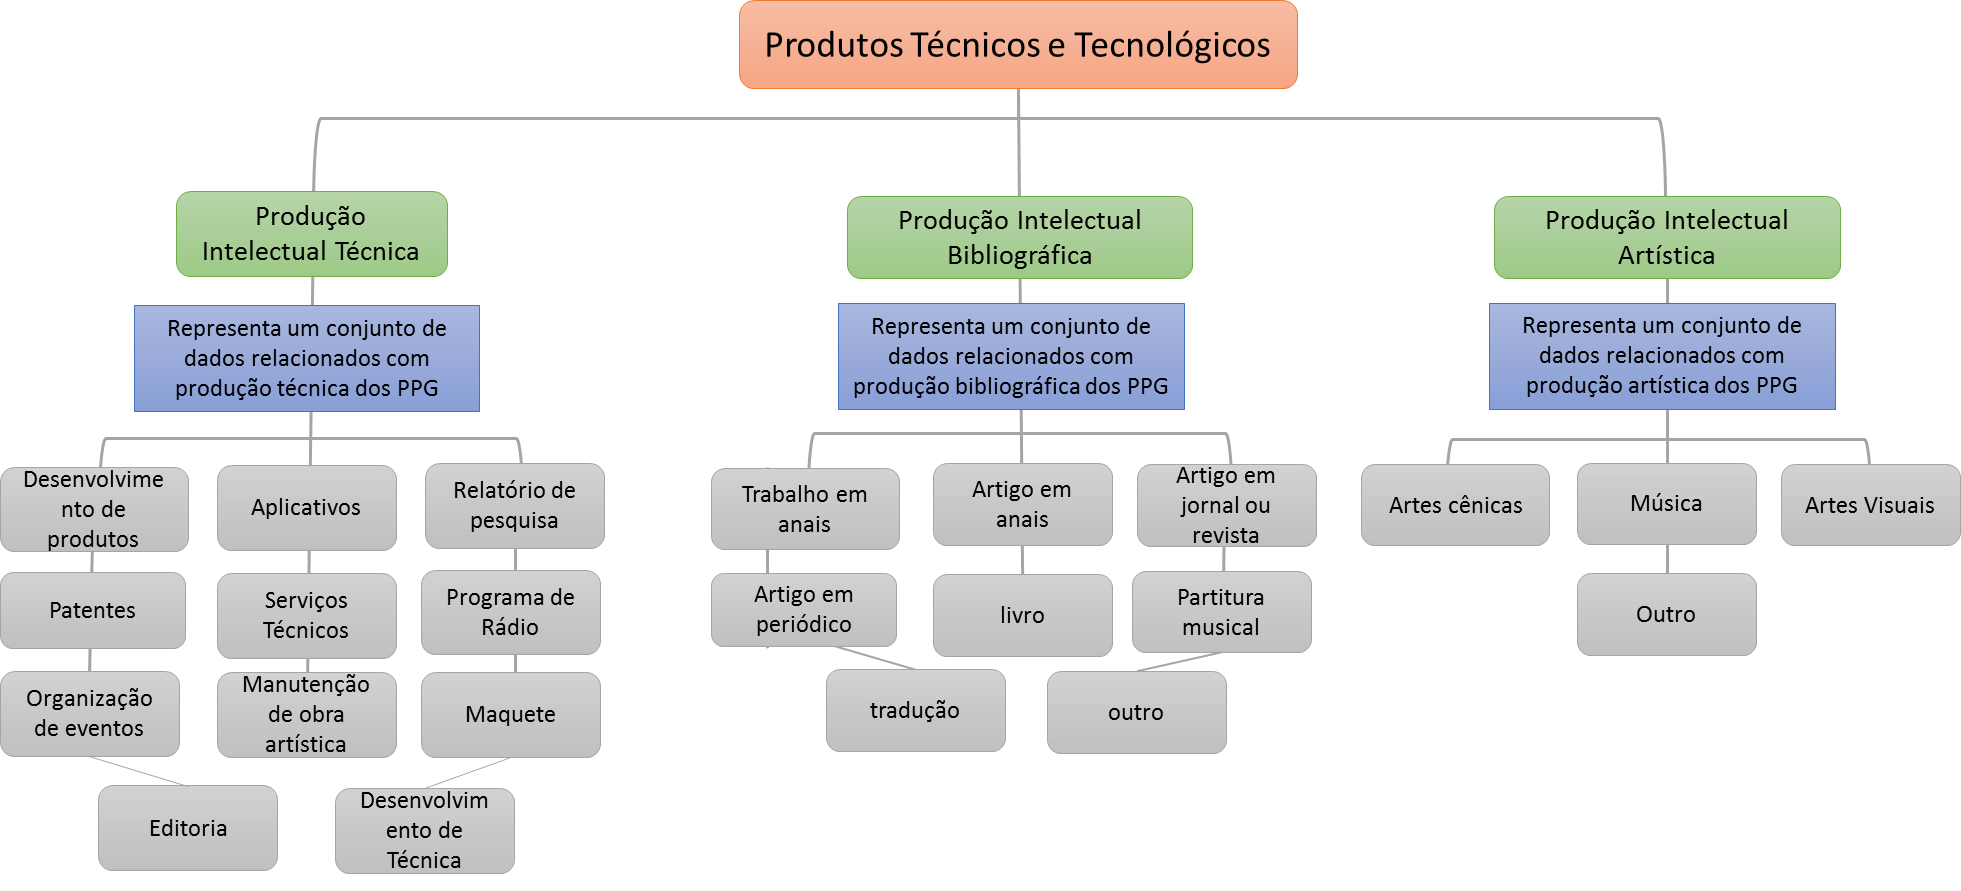 Produtos Técnicos e Tecnológicos
Produção
Intelectual Técnica
Produção Intelectual
Bibliográfica
Produção Intelectual
Artística
Representa um conjunto de
dados relacionados com
produção técnica dos PPG
Representa um conjunto de
dados relacionados com
produção bibliográfica dos PPG
Representa um conjunto de
dados relacionados com
produção artística dos PPG
Desenvolvime
nto de
produtos
Aplicativos
Relatório de
pesquisa
Trabalho em
anais
Artigo em
anais
Artigo em
jornal ou
revista
Artes cênicas
Música
Artes Visuais
Patentes
Serviços
Técnicos
Programa de
Rádio
Artigo em
periódico
livro
Partitura
musical
Outro
Organização
de eventos
Manutenção
de obra
artística
Maquete
tradução
outro
Editoria
Desenvolvim
ento de
Técnica